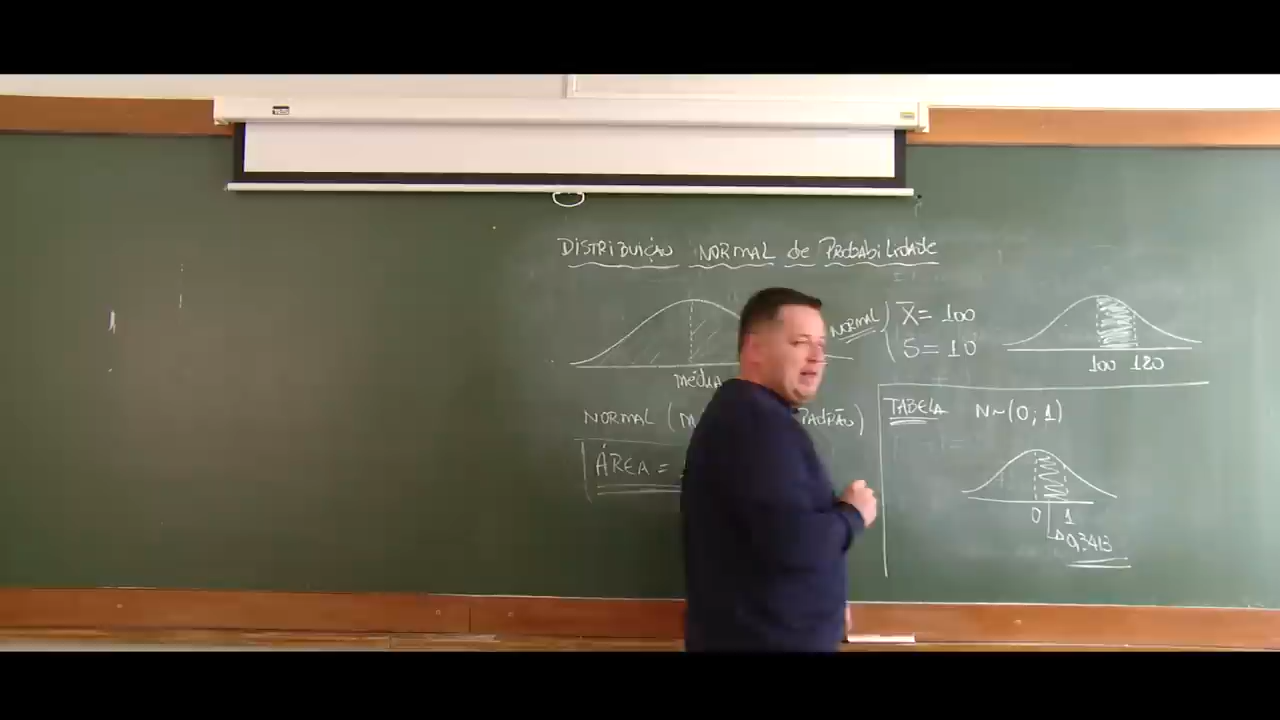 DISTRIBUIÇÃO NORMAL de PRobabiLidade
NORMAL
X̄ = 100
S = 10
100 120
média
TABELA N~(0; 1)
NORMAL ( PADRÃO)
ÁREA =
0 1
0,3413